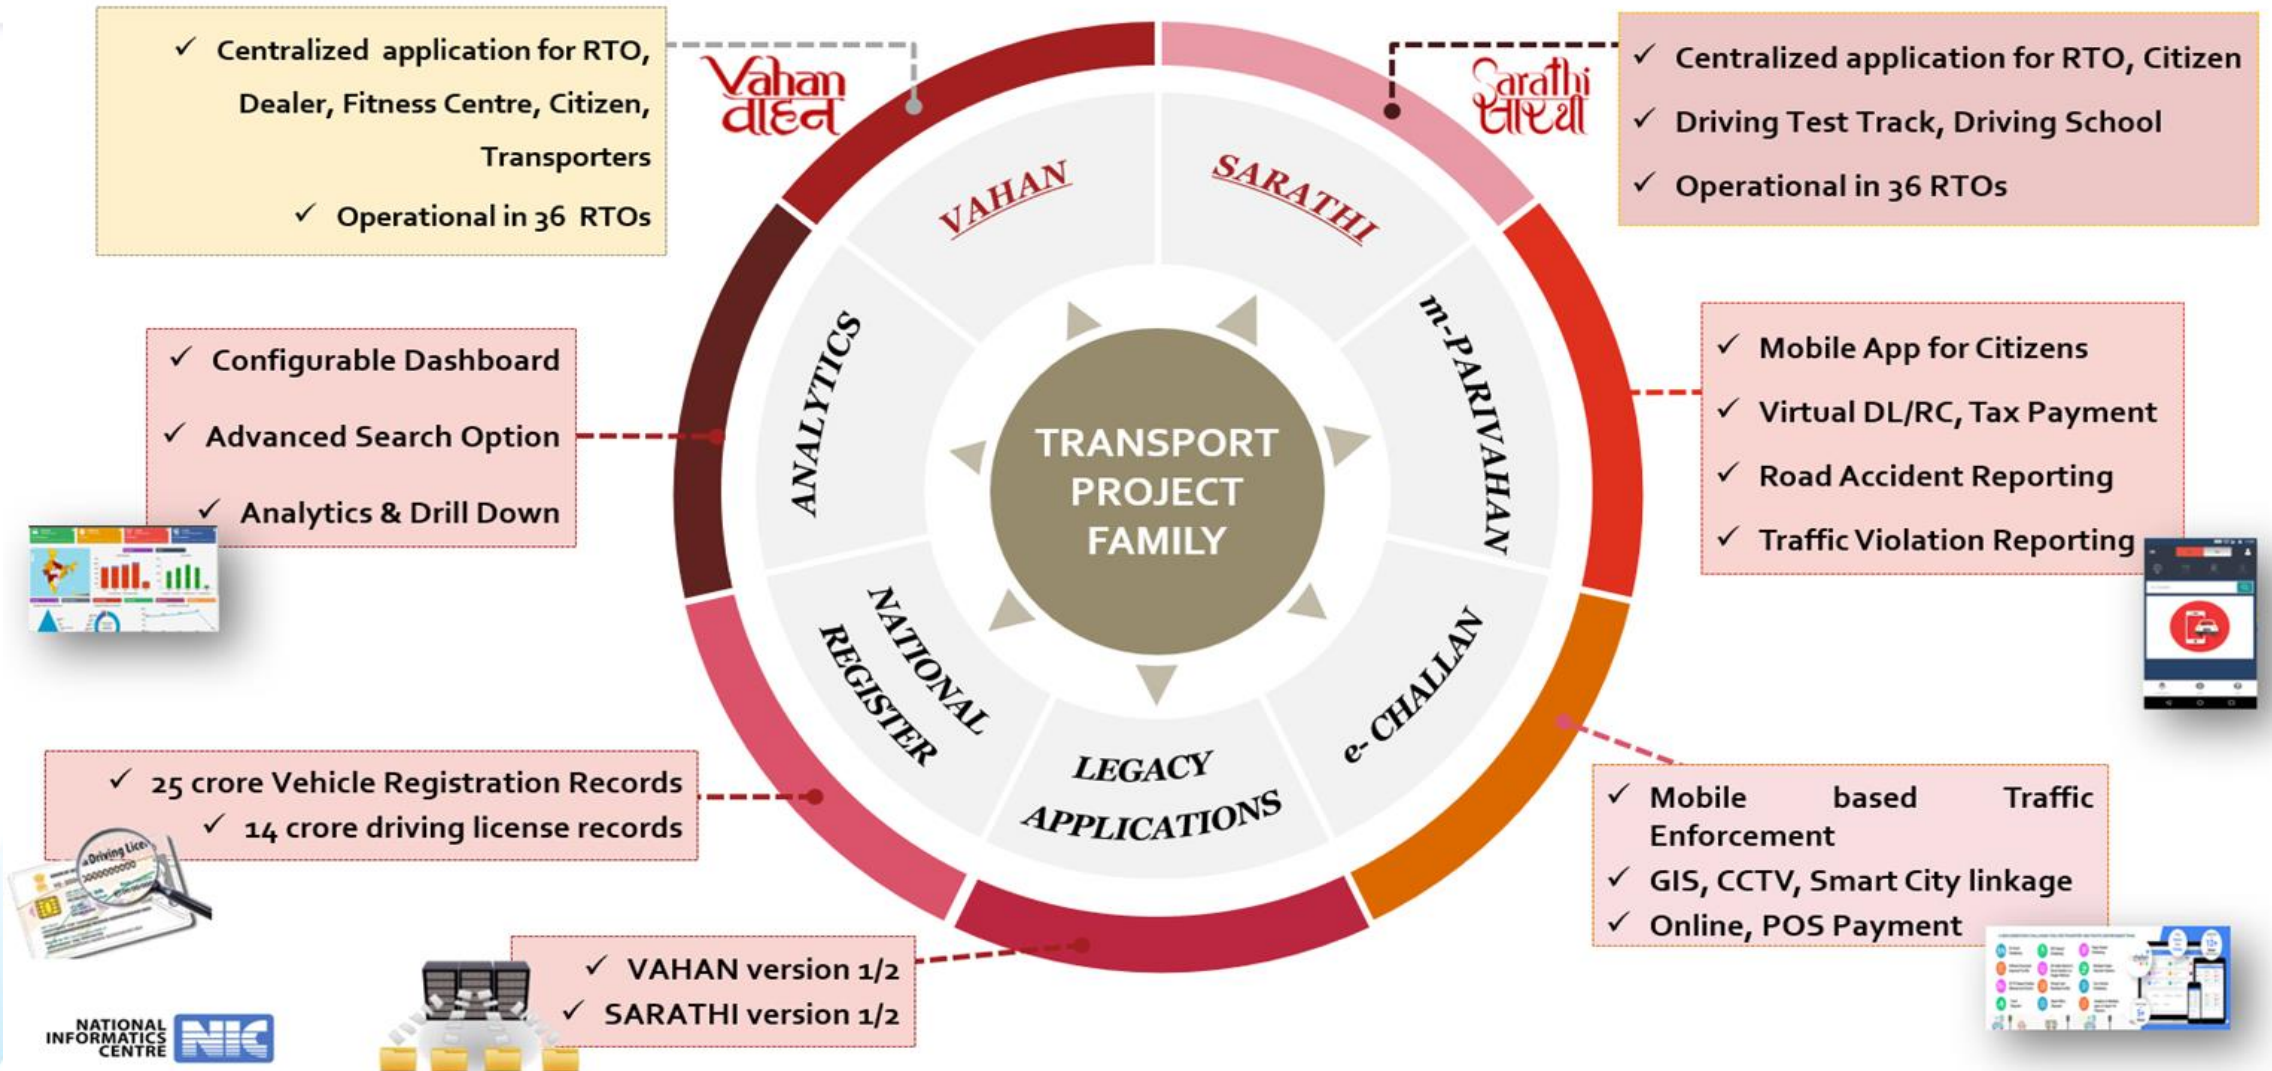 ✓ Centralized application for RTO,
Dealer, Fitness Centre, Citizen,
Transporters
✓ Operational in 36 RTOs
Vahan
वाहन
Sarathi
सारथी
✓ Centralized application for RTO, Citizen
✓ Driving Test Track, Driving School
✓ Operational in 36 RTOs
VAHAN
SARATHI
m-PARIVAHAN
e- CHALLAN
LEGACY
APPLICATIONS
NATIONAL
REGISTER
ANALYTICS
TRANSPORT
PROJECT
FAMILY
✓ Configurable Dashboard
✓ Advanced Search Option
✓ Analytics & Drill Down
✓ Mobile App for Citizens
✓ Virtual DL/RC, Tax Payment
✓ Road Accident Reporting
✓ Traffic Violation Reporting
✓ 25 crore Vehicle Registration Records
✓ 14 crore driving license records
Driving Lice
✓ Mobile based Traffic
Enforcement
✓ GIS, CCTV, Smart City linkage
✓ Online, POS Payment
✓ VAHAN version 1/2
✓ SARATHI version 1/2
NATIONAL
INFORMATICS
CENTRE
NIC